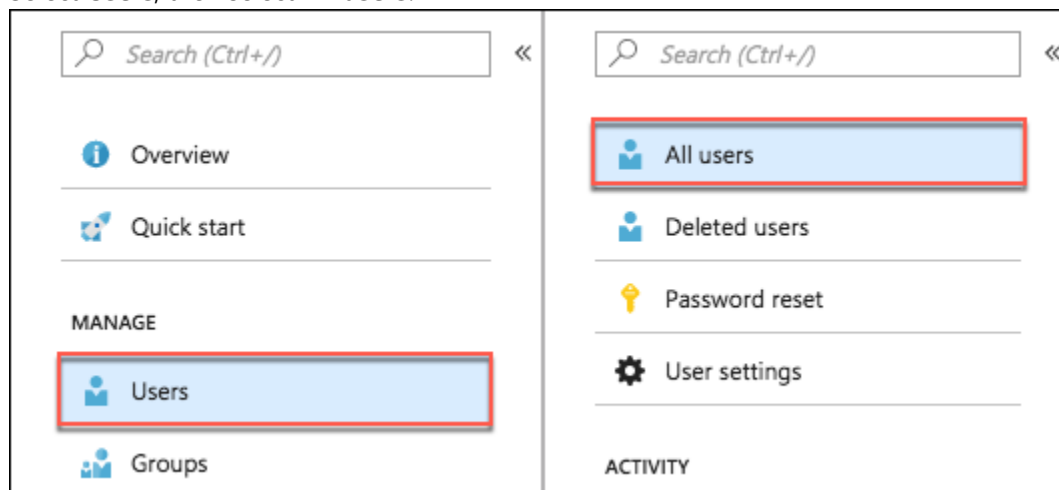 Search (Ctrl+/)
«
Overview
Quick start
MANAGE
Users
Groups
Search (Ctrl+/)
«
All users
Deleted users
Password reset
User settings
ACTIVITY